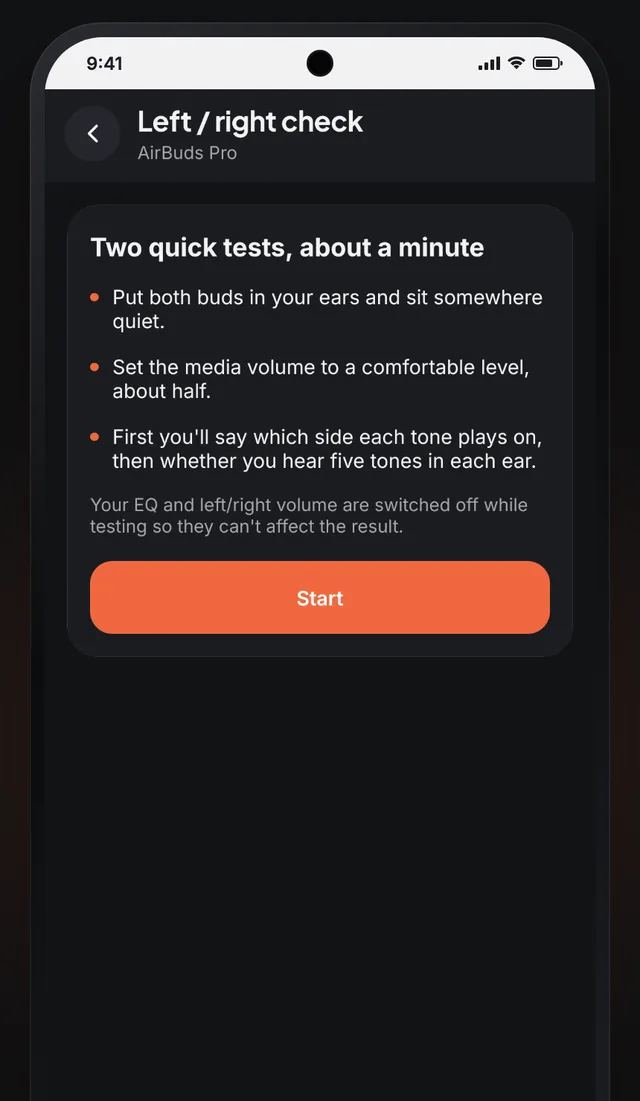 9:41
Left / right check
AirBuds Pro
Two quick tests, about a minute
Put both buds in your ears and sit somewhere
quiet.
Set the media volume to a comfortable level,
about half.
First you'll say which side each tone plays on,
then whether you hear five tones in each ear.
Your EQ and left/right volume are switched off while
testing so they can't affect the result.
Start